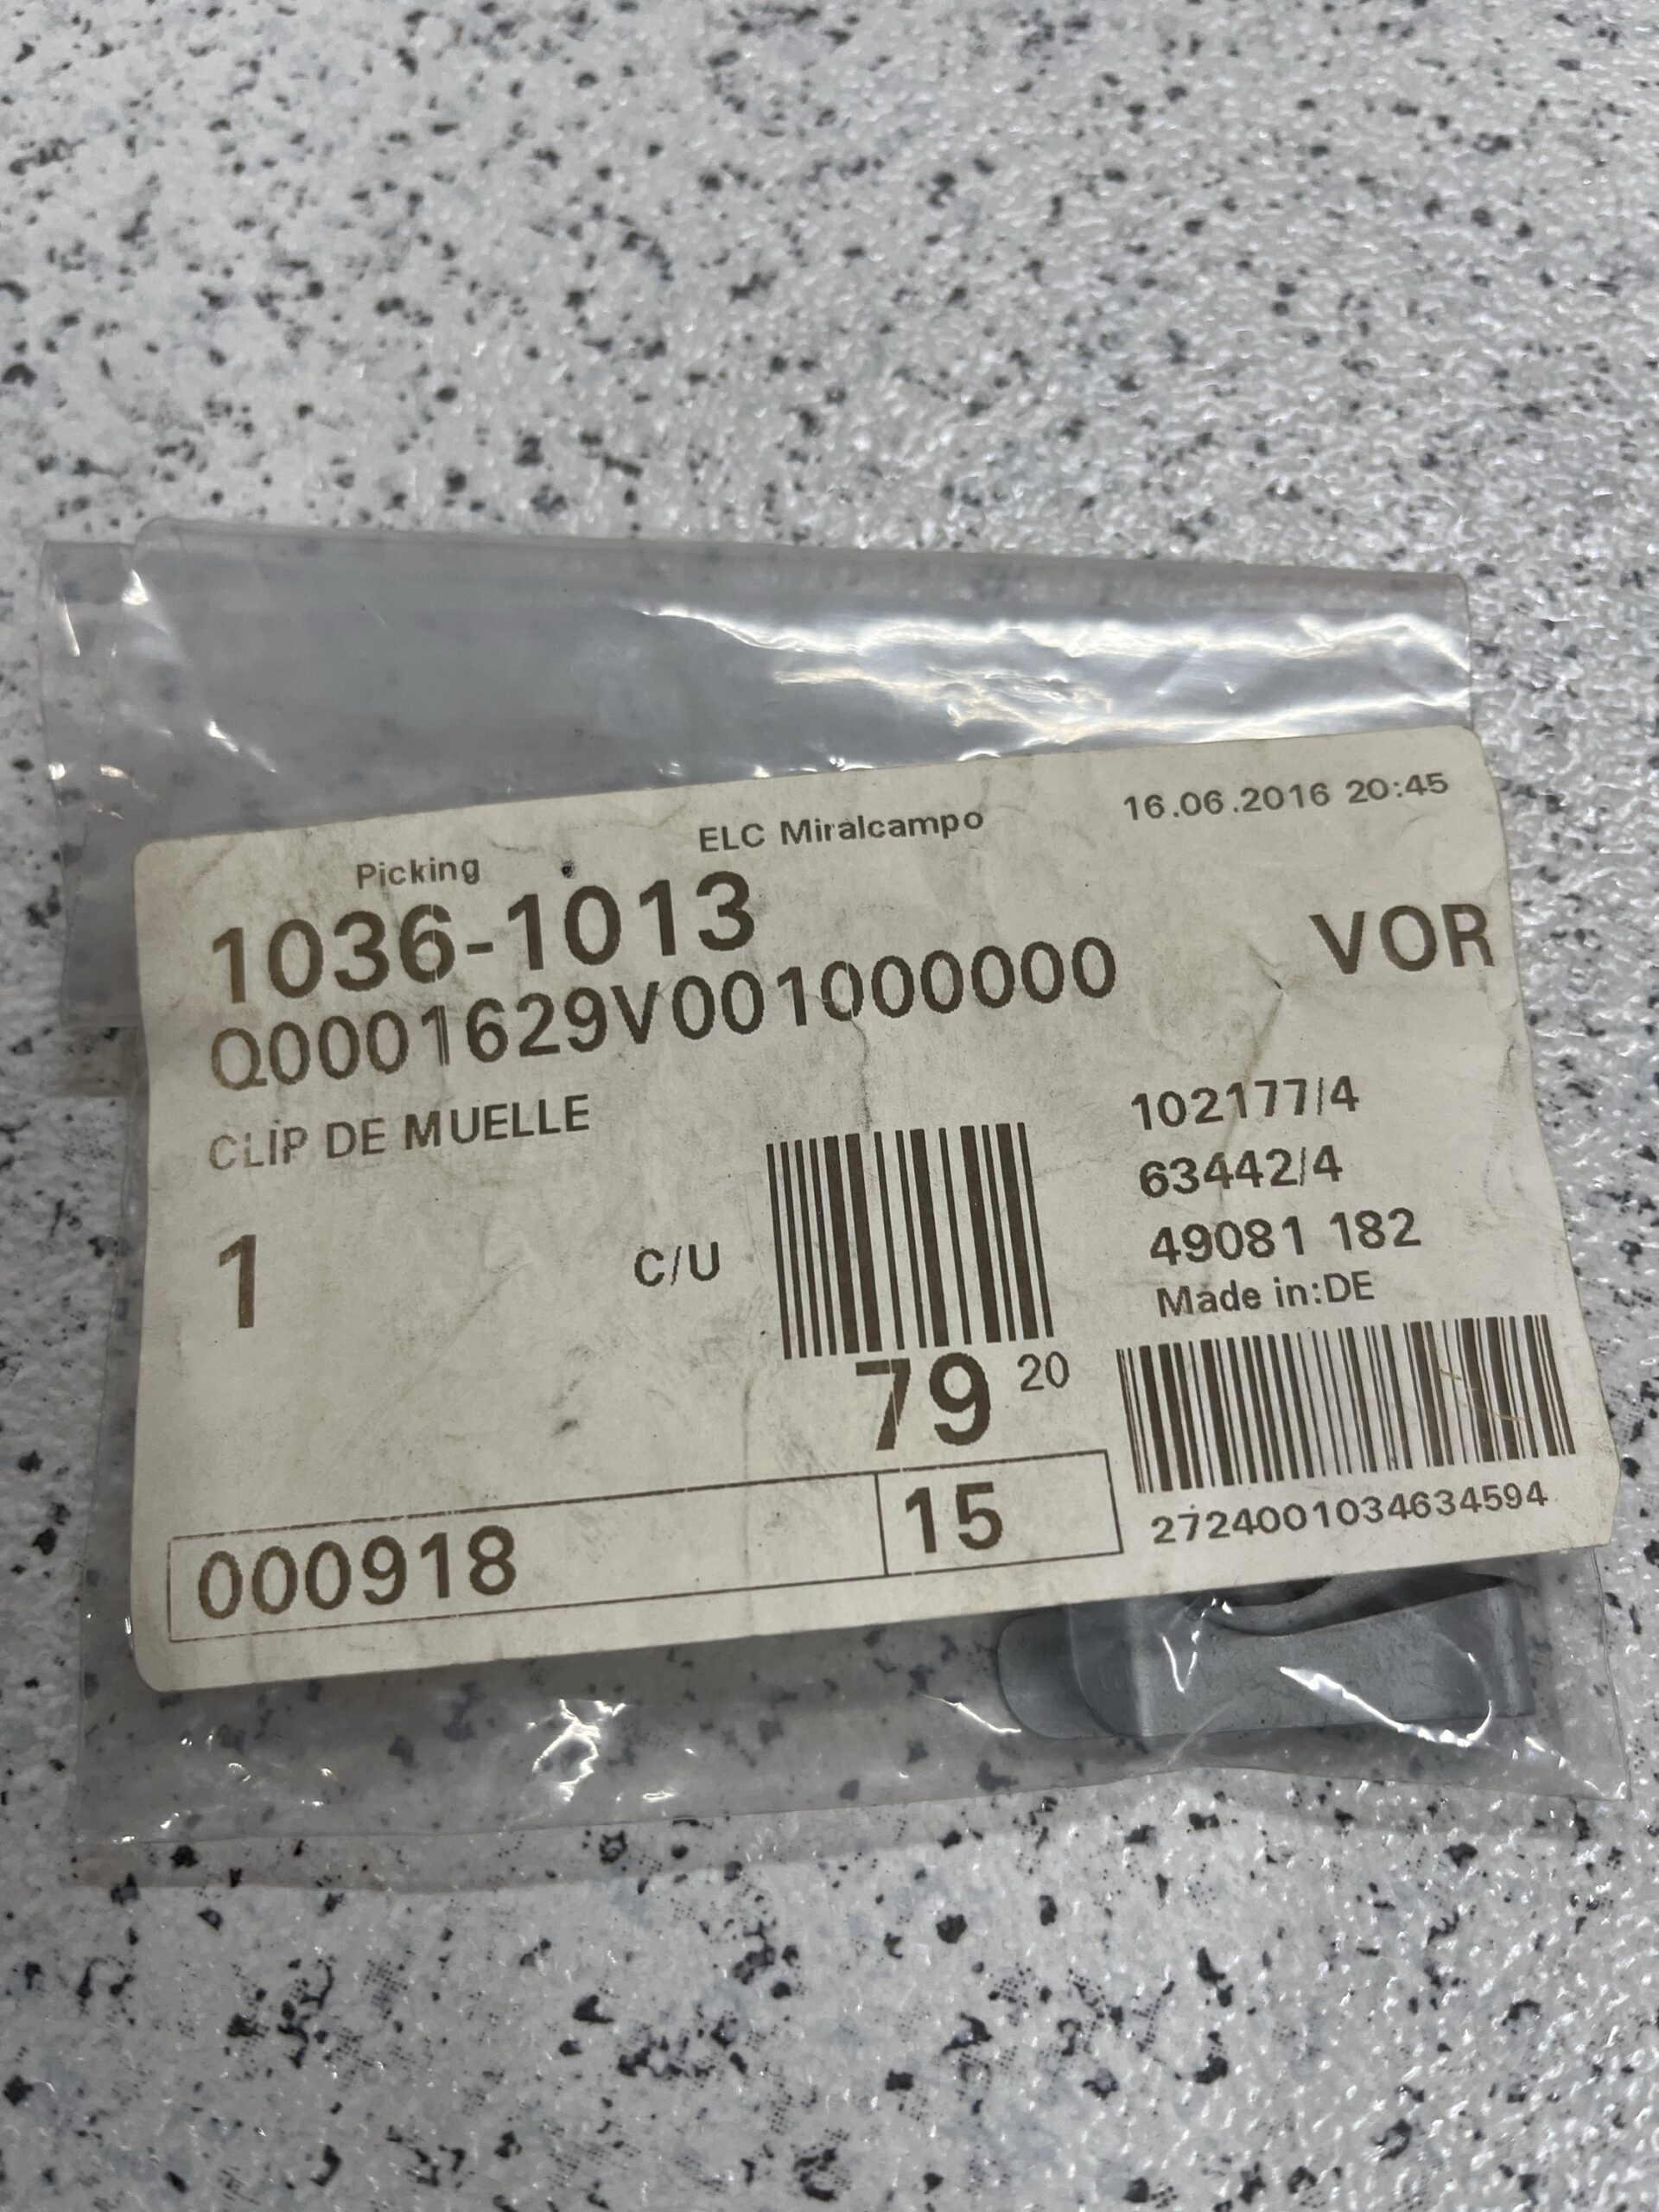 Picking
ELC Miralcampo
16.06.2016 20:45
1036-1013
VOR
Q0001629V001000000
CLIP DE MUELLE
102177/4
63442/4
1
C/U
49081 182
Made in:DE
79 20
000918
15
2724001034634594